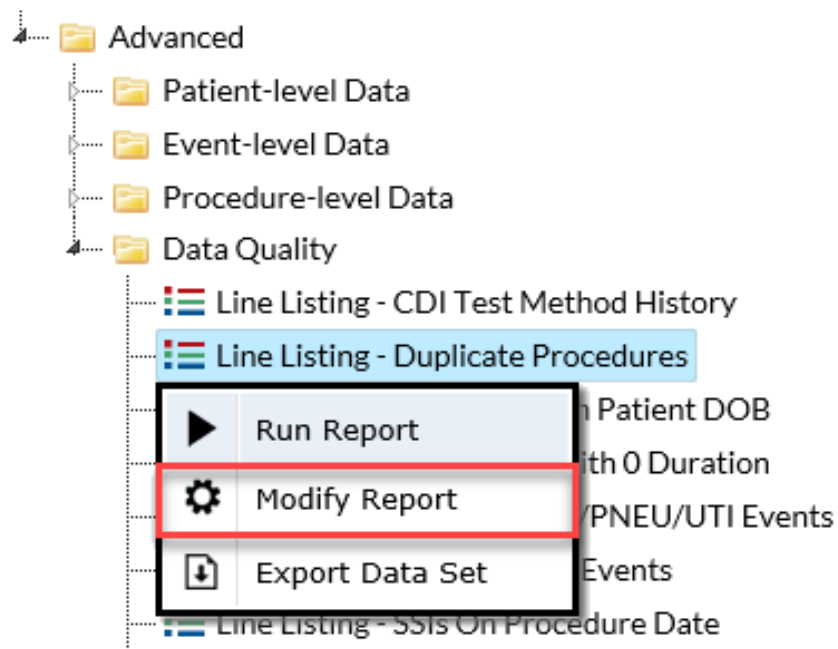 Advanced
Patient-level Data
Event-level Data
Procedure-level Data
Data Quality
Line Listing - CDI Test Method History
Line Listing - Duplicate Procedures
Run Report
Modify Report
Export Data Set
Patient DOB
ith 0 Duration
/PNEU/UTI Events
Events
Line Listing - SSIs On Procedure Date